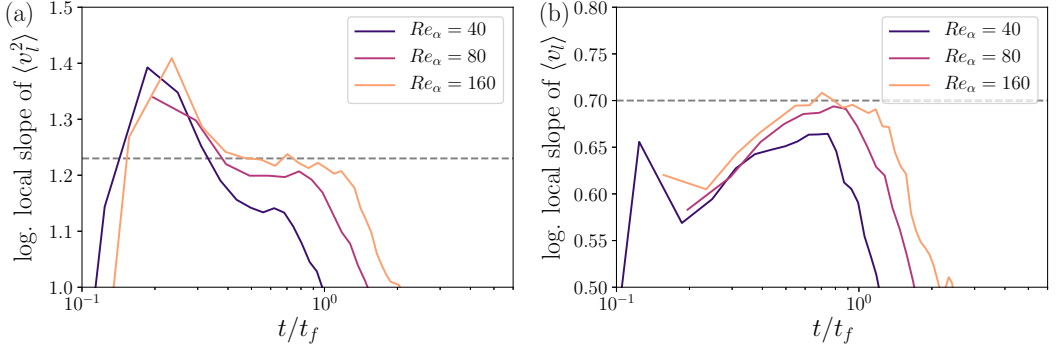 (a)
log. local slope of ⟨v_l^2⟩
1.5
1.4
1.3
1.2
1.1
1.0
10^{-1}
10^0
t/t_f
Re_α = 40
Re_α = 80
Re_α = 160
(b)
log. local slope of ⟨v_l⟩
0.80
0.75
0.70
0.65
0.60
0.55
0.50
10^{-1}
10^0
t/t_f
Re_α = 40
Re_α = 80
Re_α = 160